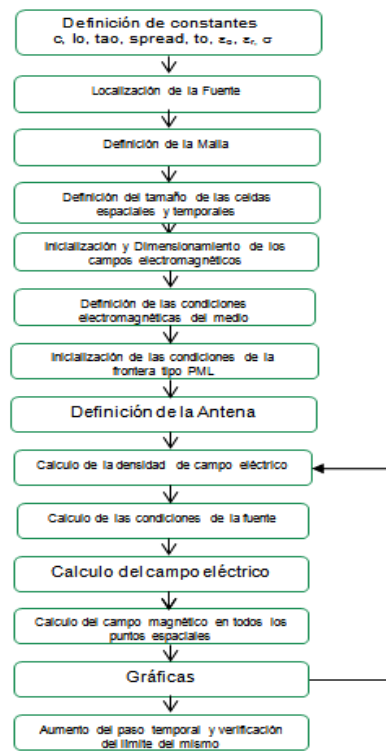 Definición de constantes
c, lo, tao, spread, to, εₒ, εᵣ, σ
Localización de la Fuente
Definición de la Malla
Definición del tamaño de las celdas
espaciales y temporales
Inicialización y Dimensionamiento de los
campos electromagnéticos
Definición de las condiciones
electromagnéticas del medio
Inicialización de las condiciones de la
frontera tipo PML
Definición de la Antena
Calculo de la densidad de campo eléctrico
Calculo de las condiciones de la fuente
Calculo del campo eléctrico
Calculo del campo magnético en todos los
puntos espaciales
Gráficas
Aumento del paso temporal y verificación
del límite del mismo